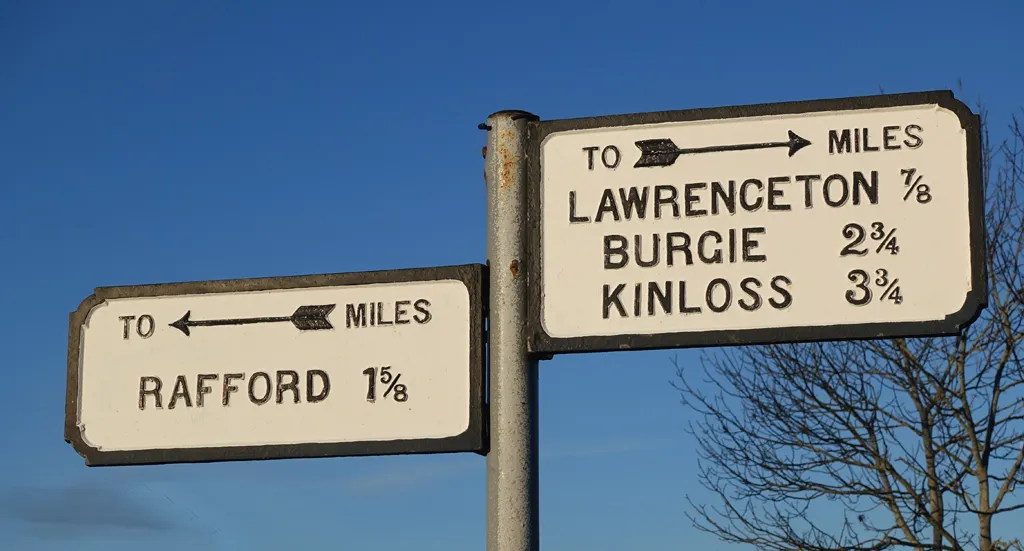 TO MILES
RAFFORD 1⅝
TO MILES
LAWRENCETON ⅞
BURGIE 2¾
KINLOSS 3¾